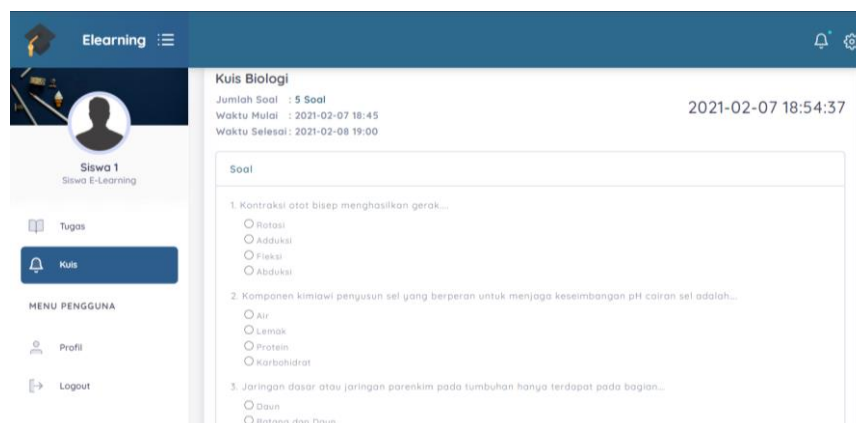 Elearning
Siswa 1
Siswa E-Learning
Tugas
Kuis
MENU PENGGUNA
Profil
Logout
Kuis Biologi
Jumlah Soal : 5 Soal
Waktu Mulai : 2021-02-07 18:45
Waktu Selesai : 2021-02-08 19:00
2021-02-07 18:54:37
Soal
1. Kontraksi otot bisep menghasilkan gerak...
Rotasi
Adduksi
Fleksi
Abduksi
2. Komponen kimiawi penyusun sel yang berperan untuk menjaga keseimbangan pH cairan sel adalah...
Air
Lemak
Protein
Karbohidrat
3. Jaringan dasar atau jaringan parenkim pada tumbuhan hanya terdapat pada bagian...
Daun
Batang dan Daun